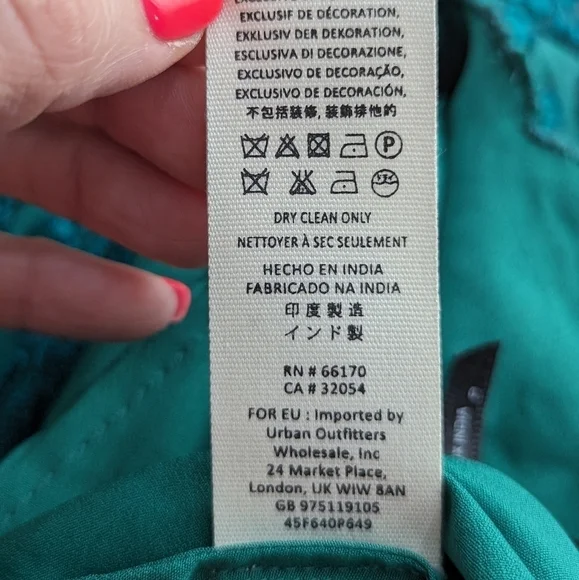 EXCLUSIF DE DÉCORATION,
EXKLUSIV DER DEKORATION,
ESCLUSIVA DI DECORAZIONE,
EXCLUSIVO DE DECORAÇÃO,
EXCLUSIVO DE DECORACIÓN,
不包括装修, 装飾排他的
P
DRY CLEAN ONLY
NETTOYER À SEC SEULEMENT
HECHO EN INDIA
FABRICADO NA INDIA
印度製造
インド製
RN # 66170
CA # 32054
FOR EU : Imported by
Urban Outfitters
Wholesale, Inc
24 Market Place,
London, UK WIW 8AN
GB 975119105
45F640P649